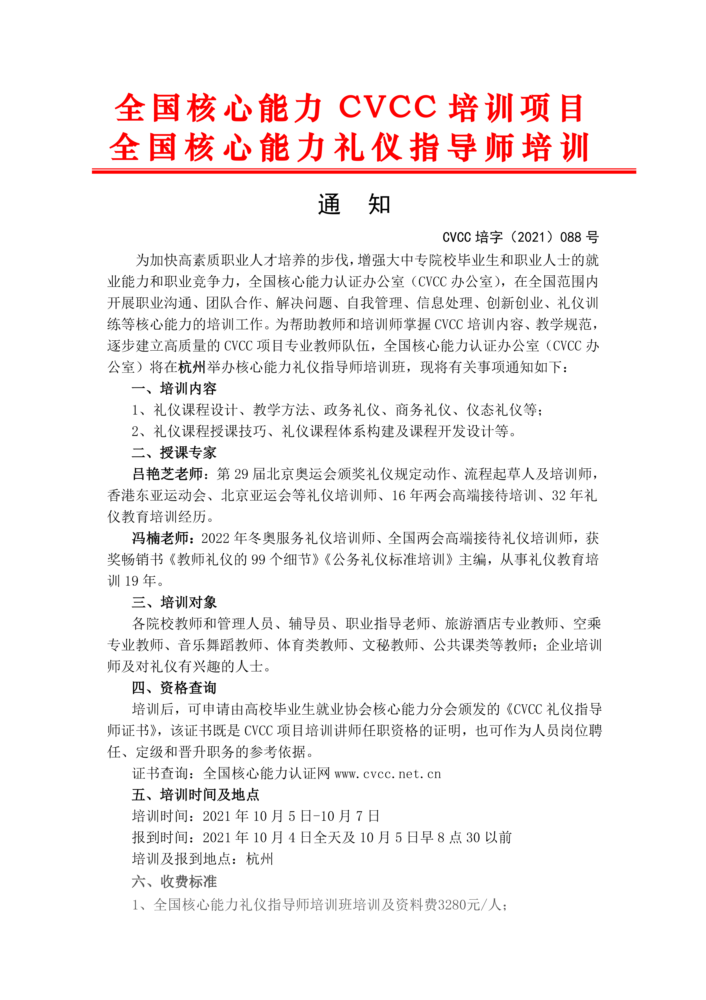 全国核心能力 CVCC 培训项目
全国核心能力礼仪指导师培训
通 知
CVCC 培字（2021）088 号
为加快高素质职业人才培养的步伐，增强大中专院校毕业生和职业人士的就
业能力和职业竞争力，全国核心能力认证办公室（CVCC 办公室），在全国范围内
开展职业沟通、团队合作、解决问题、自我管理、信息处理、创新创业、礼仪训
练等核心能力的培训工作。为帮助教师和培训师掌握 CVCC 培训内容、教学规范，
逐步建立高质量的 CVCC 项目专业教师队伍，全国核心能力认证办公室（CVCC 办
公室）将在杭州举办核心能力礼仪指导师培训班，现将有关事项通知如下：
一、培训内容
1、礼仪课程设计、教学方法、政务礼仪、商务礼仪、仪态礼仪等；
2、礼仪课程授课技巧、礼仪课程体系构建及课程开发设计等。
二、授课专家
吕艳芝老师：第 29 届北京奥运会颁奖礼仪规定动作、流程起草人及培训师，
香港东亚运动会、北京亚运会等礼仪培训师、16 年两会高端接待培训、32 年礼
仪教育培训经历。
冯楠老师：2022 年冬奥服务礼仪培训师、全国两会高端接待礼仪培训师，获
奖畅销书《教师礼仪的 99 个细节》《公务礼仪标准培训》主编，从事礼仪教育培
训 19 年。
三、培训对象
各院校教师和管理人员、辅导员、职业指导老师、旅游酒店专业教师、空乘
专业教师、音乐舞蹈教师、体育类教师、文秘教师、公共课类等教师；企业培训
师及对礼仪有兴趣的人士。
四、资格查询
培训后，可申请由高校毕业生就业协会核心能力分会颁发的《CVCC 礼仪指导
师证书》，该证书既是 CVCC 项目培训讲师任职资格的证明，也可作为人员岗位聘
任、定级和晋升职务的参考依据。
证书查询：全国核心能力认证网 www.cvcc.net.cn
五、培训时间及地点
培训时间：2021 年 10 月 5 日-10 月 7 日
报到时间：2021 年 10 月 4 日全天及 10 月 5 日早 8 点 30 以前
培训及报到地点：杭州
六、收费标准
1、全国核心能力礼仪指导师培训班培训及资料费3280元/人；